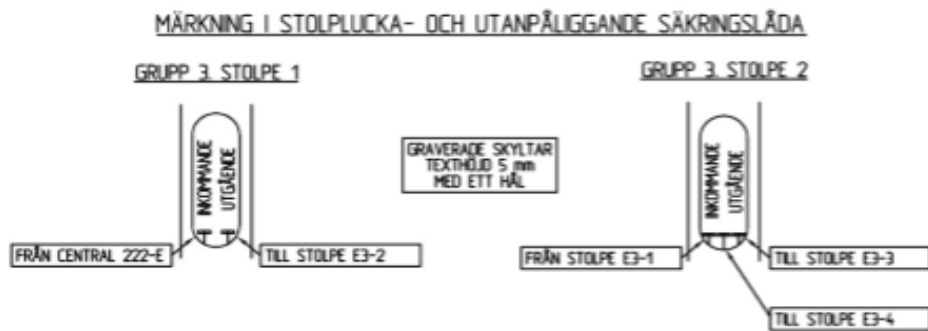 MÄRKNING I STOLPLUCKA- OCH UTANPÅLIGGANDE SÄKRINGSLÅDA
GRUPP 3. STOLPE 1
INKOMMANDE
UTGÅENDE
FRÅN CENTRAL 222-E
TILL STOLPE E3-2
GRAVERADE SKYLTAR
TEXTHÖJD 5 mm
MED ETT HÅL
GRUPP 3. STOLPE 2
INKOMMANDE
UTGÅENDE
FRÅN STOLPE E3-1
TILL STOLPE E3-3
TILL STOLPE E3-4